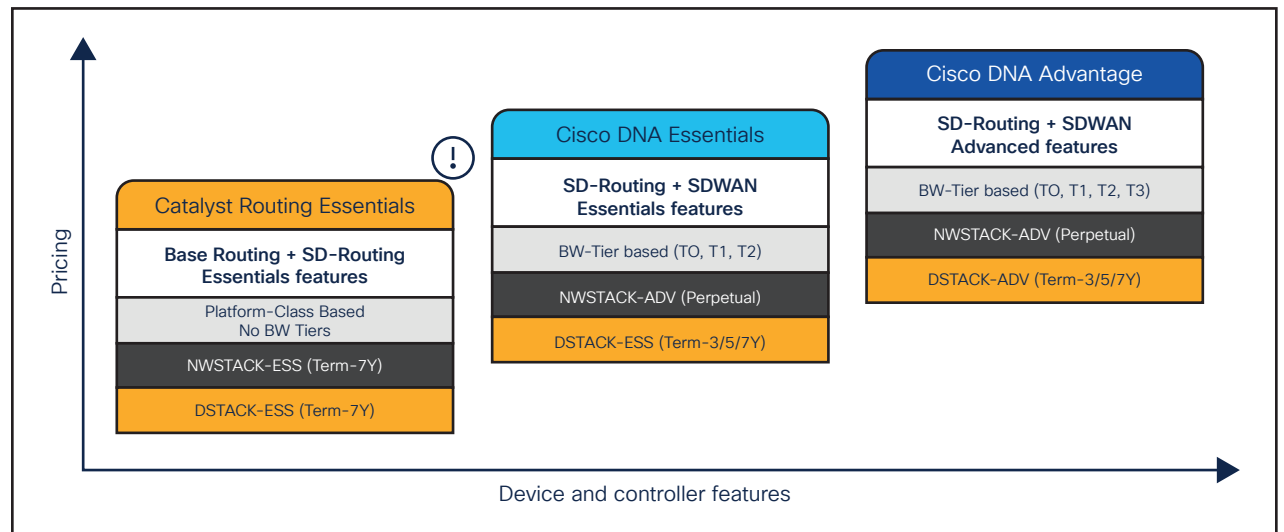 Pricing
Catalyst Routing Essentials
Base Routing + SD-Routing
Essentials features
Platform-Class Based
No BW Tiers
NWSTACK-ESS (Term-7Y)
DSTACK-ESS (Term-7Y)
!
Cisco DNA Essentials
SD-Routing + SDWAN
Essentials features
BW-Tier based (TO, T1, T2)
NWSTACK-ADV (Perpetual)
DSTACK-ESS (Term-3/5/7Y)
Cisco DNA Advantage
SD-Routing + SDWAN
Advanced features
BW-Tier based (TO, T1, T2, T3)
NWSTACK-ADV (Perpetual)
DSTACK-ADV (Term-3/5/7Y)
Device and controller features